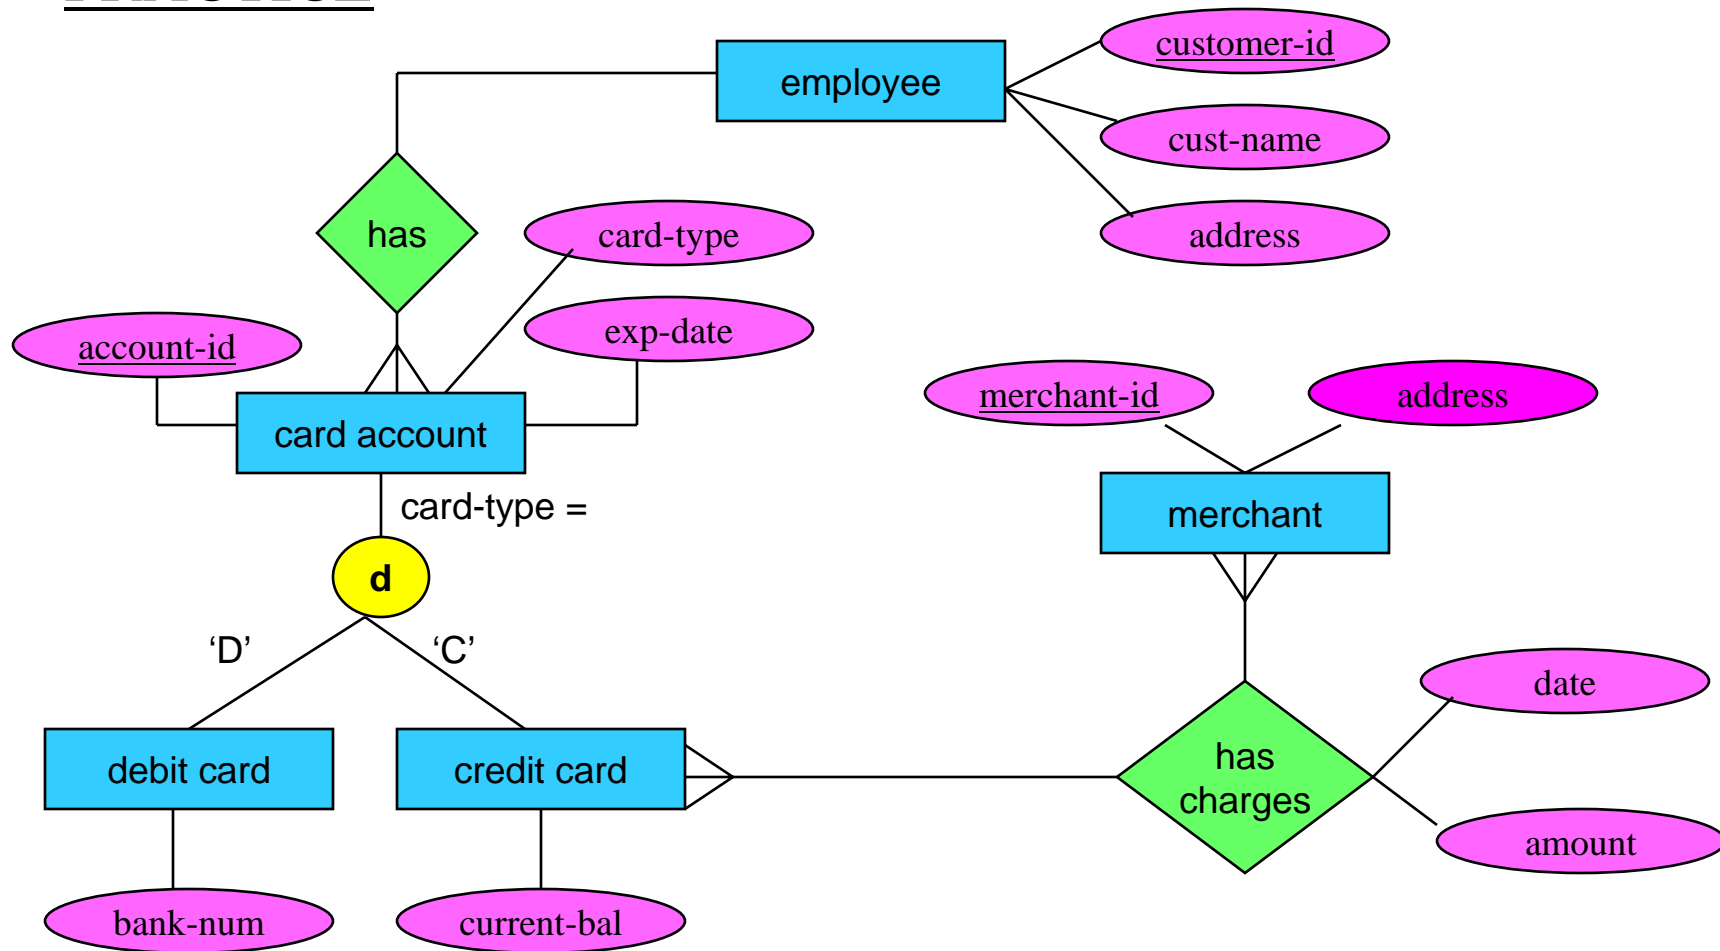 customer-id
employee
cust-name
has
card-type
address
exp-date
account-id
merchant-id
address
card account
card-type =
merchant
d
‘D’
‘C’
date
debit card
credit card
has
charges
amount
bank-num
current-bal